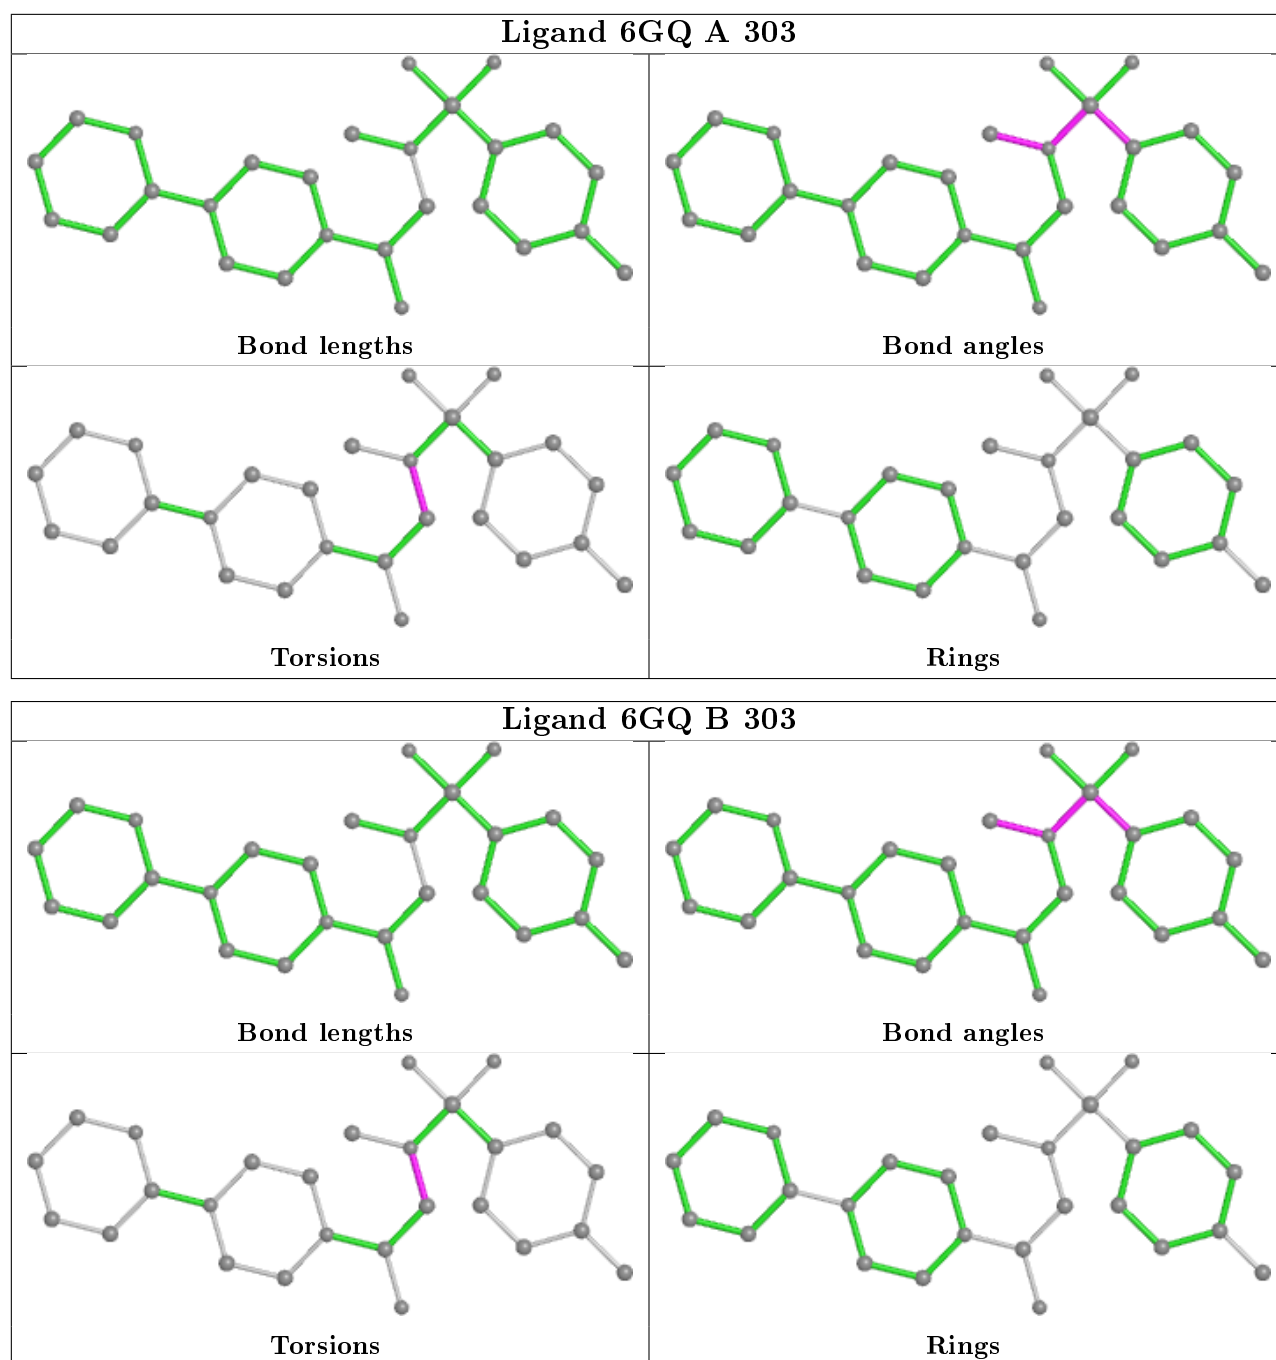 Ligand 6GQ A 303
Bond lengths
Bond angles
Torsions
Rings
Ligand 6GQ B 303
Bond lengths
Bond angles
Torsions
Rings